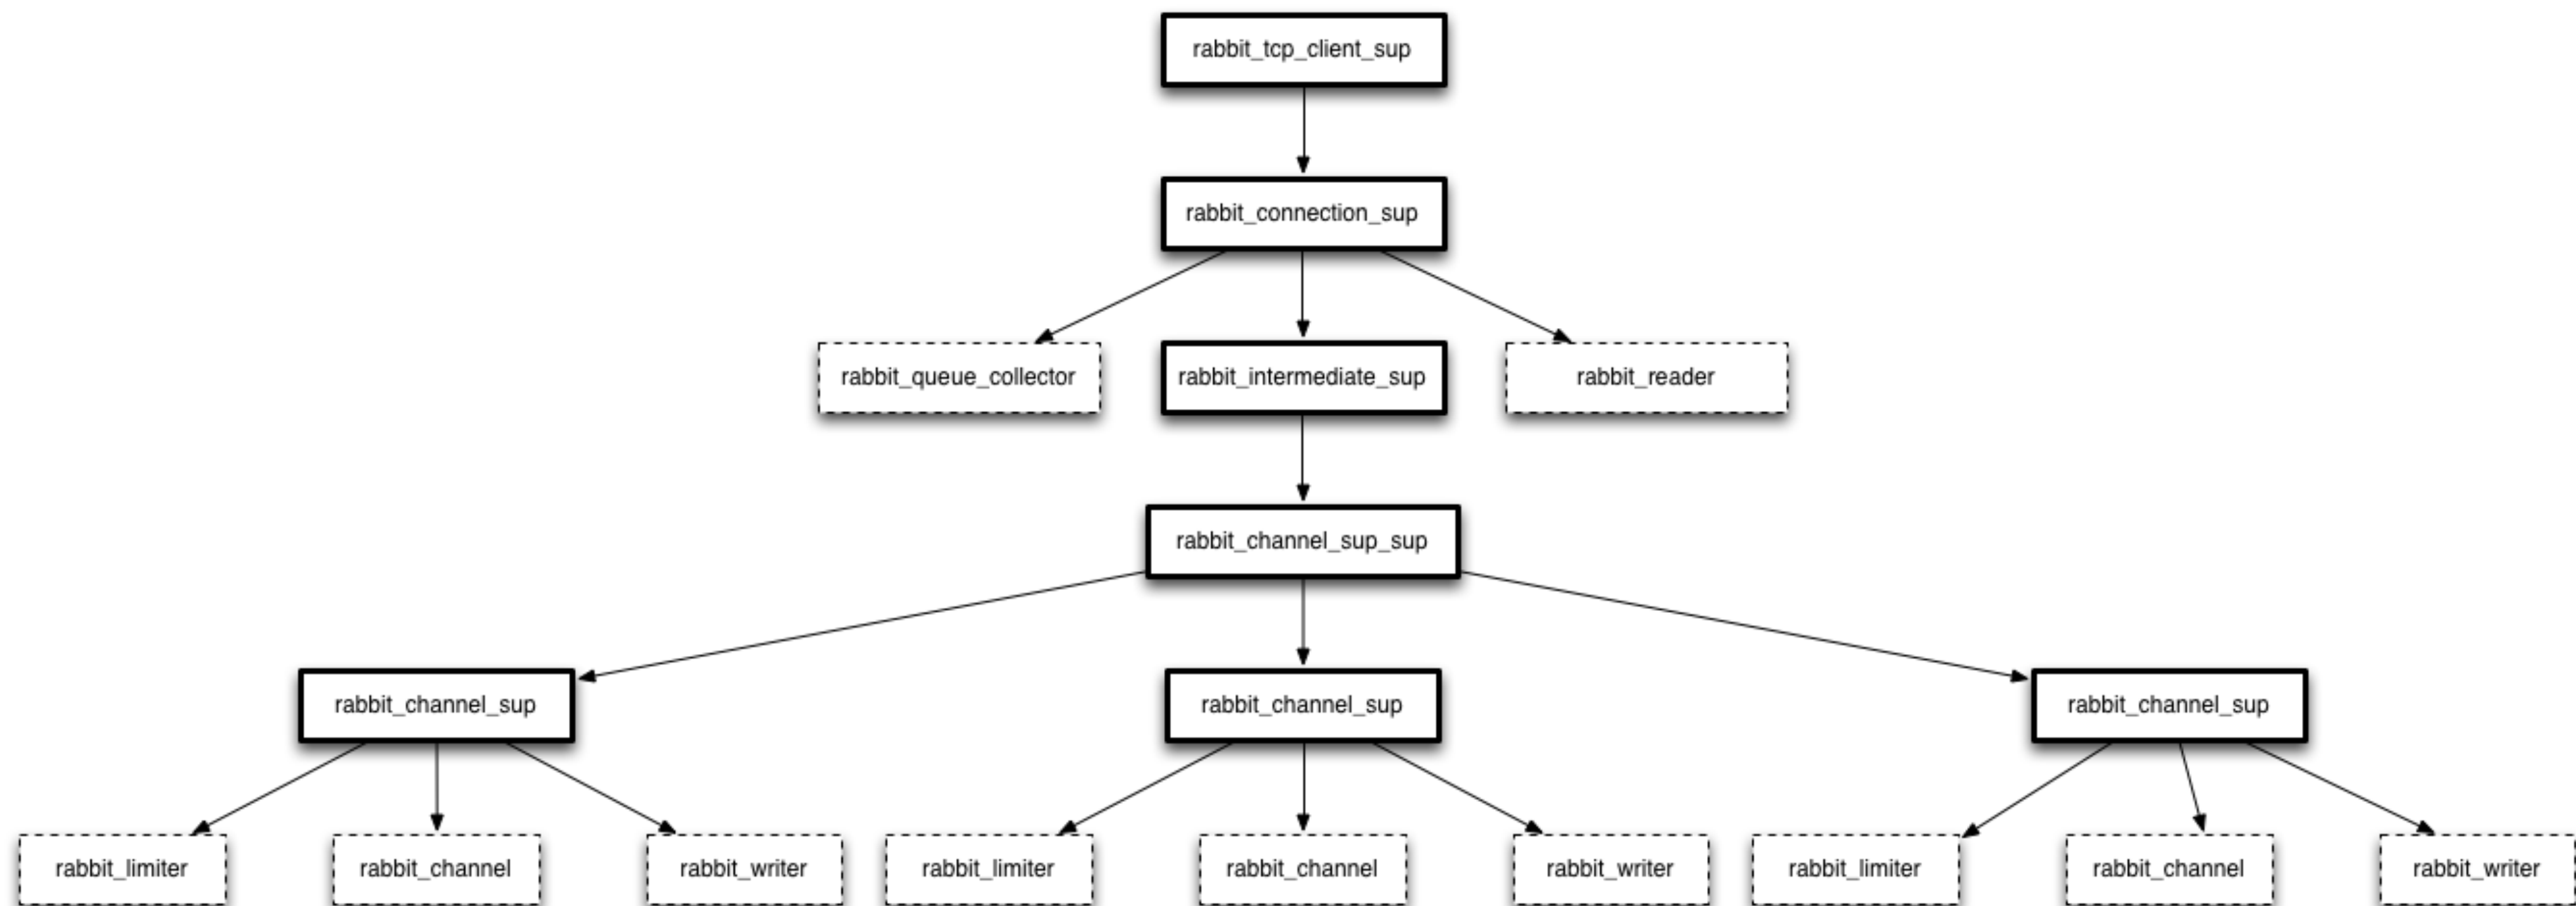 rabbit_tcp_client_sup
rabbit_connection_sup
rabbit_queue_collector
rabbit_intermediate_sup
rabbit_reader
rabbit_channel_sup_sup
rabbit_channel_sup
rabbit_channel_sup
rabbit_channel_sup
rabbit_limiter
rabbit_channel
rabbit_writer
rabbit_limiter
rabbit_channel
rabbit_writer
rabbit_limiter
rabbit_channel
rabbit_writer